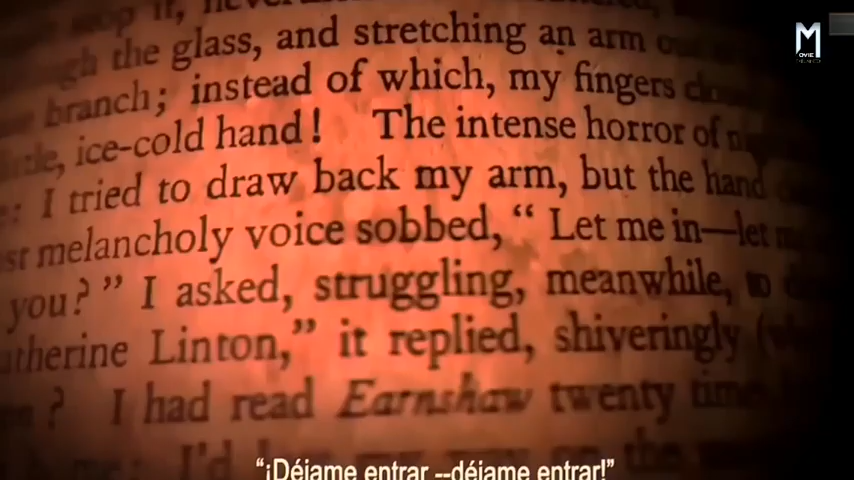 glass, and stretching an arm
branch; instead of which, my fingers
ice-cold hand! The intense horror of
: I tried to draw back my arm, but the hand
melancholy voice sobbed, “ Let me in—let
you?” I asked, struggling, meanwhile, to
Linton,” it replied, shiveringly
? I had read Earnshaw twenty
I'd
M
“¡Déjame entrar --déjame entrar!”